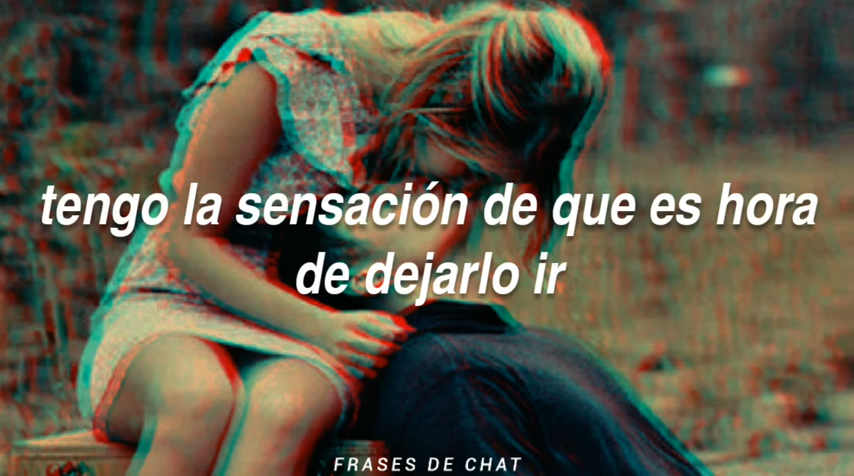 tengo la sensación de que es hora
de dejarlo ir
FRASES DE CHAT